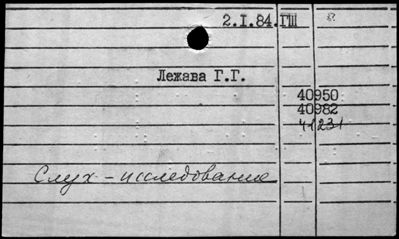 2.I.84.ГШ
Лежава Г.Г.
40950
40982
41231
Слух - исследование